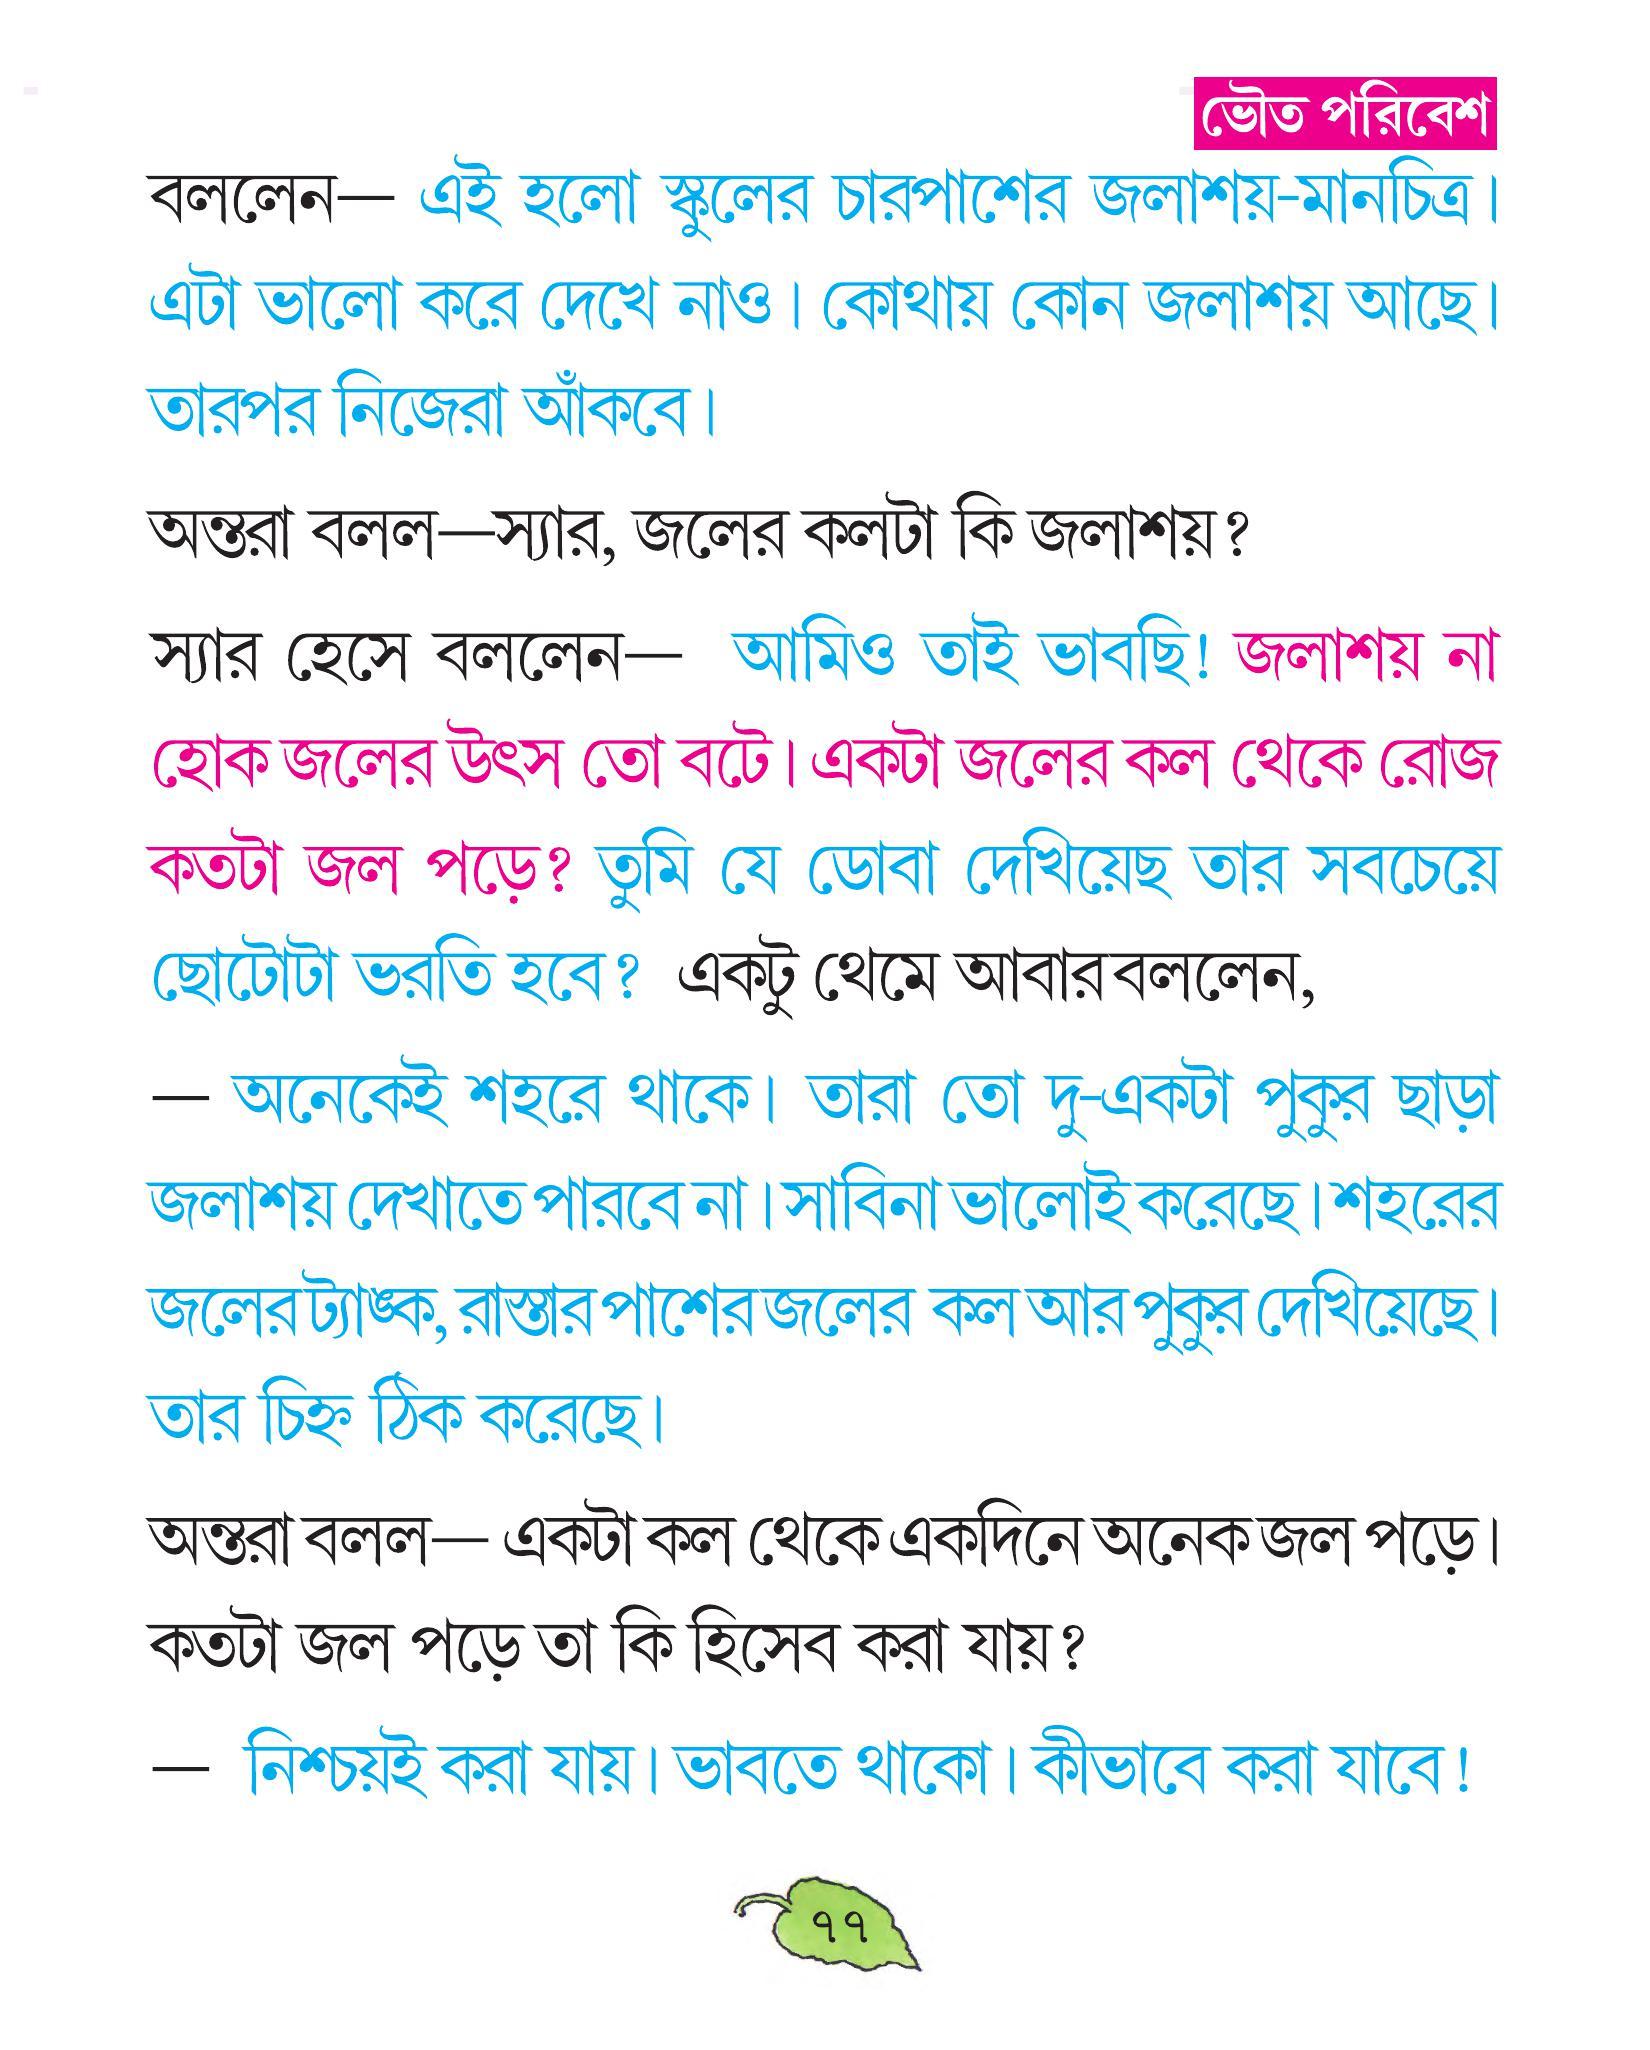 ভৌত পরিবেশ
বললেন— এই হলো স্কুলের চারপাশের জলাশয়-মানচিত্র।
এটা ভালো করে দেখে নাও। কোথায় কোন জলাশয় আছে।
তারপর নিজেরা আঁকবে।
অন্তরা বলল—স্যার, জলের কলটা কি জলাশয়?
স্যার হেসে বললেন— আমিও তাই ভাবছি! জলাশয় না
হোক জলের উৎস তো বটে। একটা জলের কল থেকে রোজ
কতটা জল পড়ে? তুমি যে ডোবা দেখিয়েছ তার সবচেয়ে
ছোটোটা ভরতি হবে? একটু থেমে আবার বললেন,
— অনেকেই শহরে থাকে। তারা তো দু-একটা পুকুর ছাড়া
জলাশয় দেখাতে পারবে না। সাবিনা ভালোই করেছে। শহরের
জলের ট্যাঙ্ক, রাস্তার পাশের জলের কল আর পুকুর দেখিয়েছে।
তার চিহ্ন ঠিক করেছে।
অন্তরা বলল— একটা কল থেকে একদিনে অনেক জল পড়ে।
কতটা জল পড়ে তা কি হিসেব করা যায়?
— নিশ্চয়ই করা যায়। ভাবতে থাকো। কীভাবে করা যাবে!
৭৭